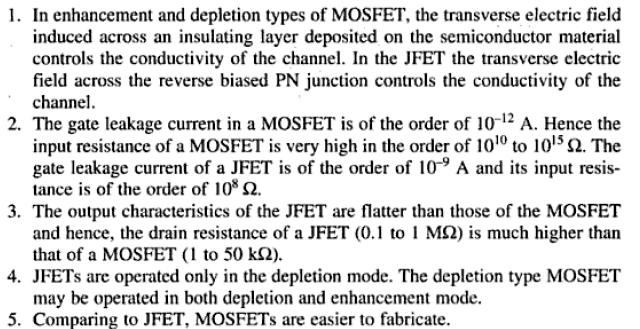 1. In enhancement and depletion types of MOSFET, the transverse electric field
induced across an insulating layer deposited on the semiconductor material
controls the conductivity of the channel. In the JFET the transverse electric
field across the reverse biased PN junction controls the conductivity of the
channel.
2. The gate leakage current in a MOSFET is of the order of 10⁻¹² A. Hence the
input resistance of a MOSFET is very high in the order of 10¹⁰ to 10¹⁵ Ω. The
gate leakage current of a JFET is of the order of 10⁻⁹ A and its input resis-
tance is of the order of 10⁸ Ω.
3. The output characteristics of the JFET are flatter than those of the MOSFET
and hence, the drain resistance of a JFET (0.1 to 1 MΩ) is much higher than
that of a MOSFET (1 to 50 kΩ).
4. JFETs are operated only in the depletion mode. The depletion type MOSFET
may be operated in both depletion and enhancement mode.
5. Comparing to JFET, MOSFETs are easier to fabricate.